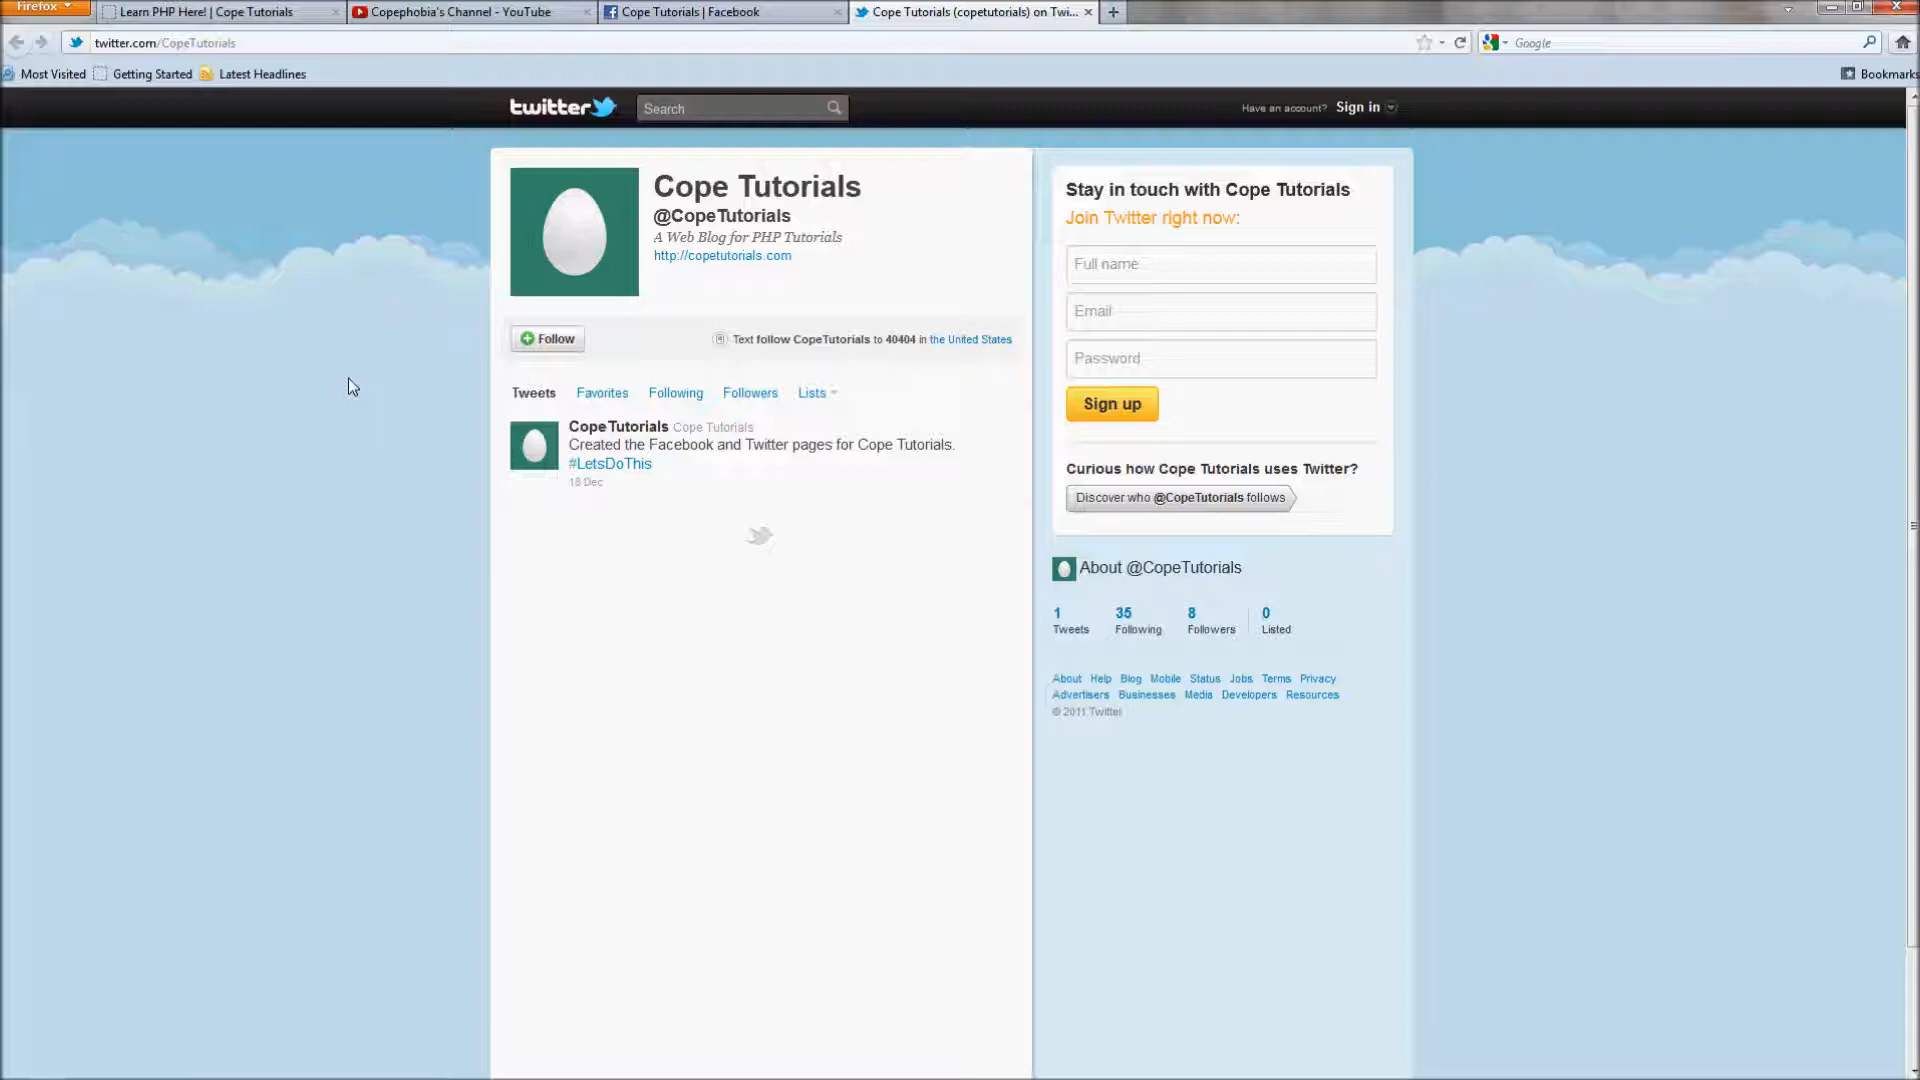 Firefox
Learn PHP Here! | Cope Tutorials
Copephobia's Channel - YouTube
Cope Tutorials | Facebook
Cope Tutorials (copetutorials) on Twi...
twitter.com/CopeTutorials
Google
Most Visited
Getting Started
Latest Headlines
Bookmarks
twitter
Search
Have an account? Sign in
Cope Tutorials
@CopeTutorials
A Web Blog for PHP Tutorials
http://copetutorials.com
Follow
Text follow CopeTutorials to 40404 in the United States
Tweets Favorites Following Followers Lists
CopeTutorials Cope Tutorials
Created the Facebook and Twitter pages for Cope Tutorials.
#LetsDoThis
18 Dec
Stay in touch with Cope Tutorials
Join Twitter right now:
Full name
Email
Password
Sign up
Curious how Cope Tutorials uses Twitter?
Discover who @CopeTutorials follows
About @CopeTutorials
1 35 8 0
Tweets Following Followers Listed
About Help Blog Mobile Status Jobs Terms Privacy
Advertisers Businesses Media Developers Resources
© 2011 Twitter